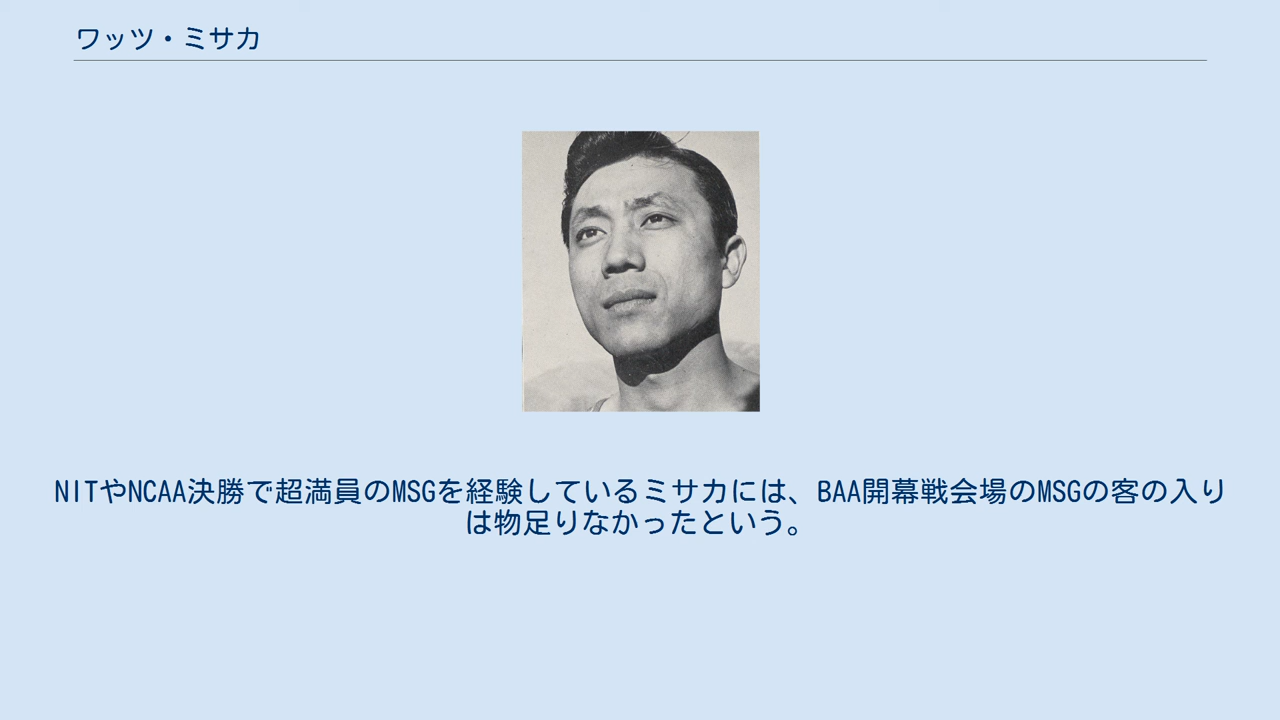 ワッツ・ミサカ
NITやNCAA決勝で超満員のMSGを経験しているミサカには、BAA開幕戦会場のMSGの客の入り
は物足りなかったという。